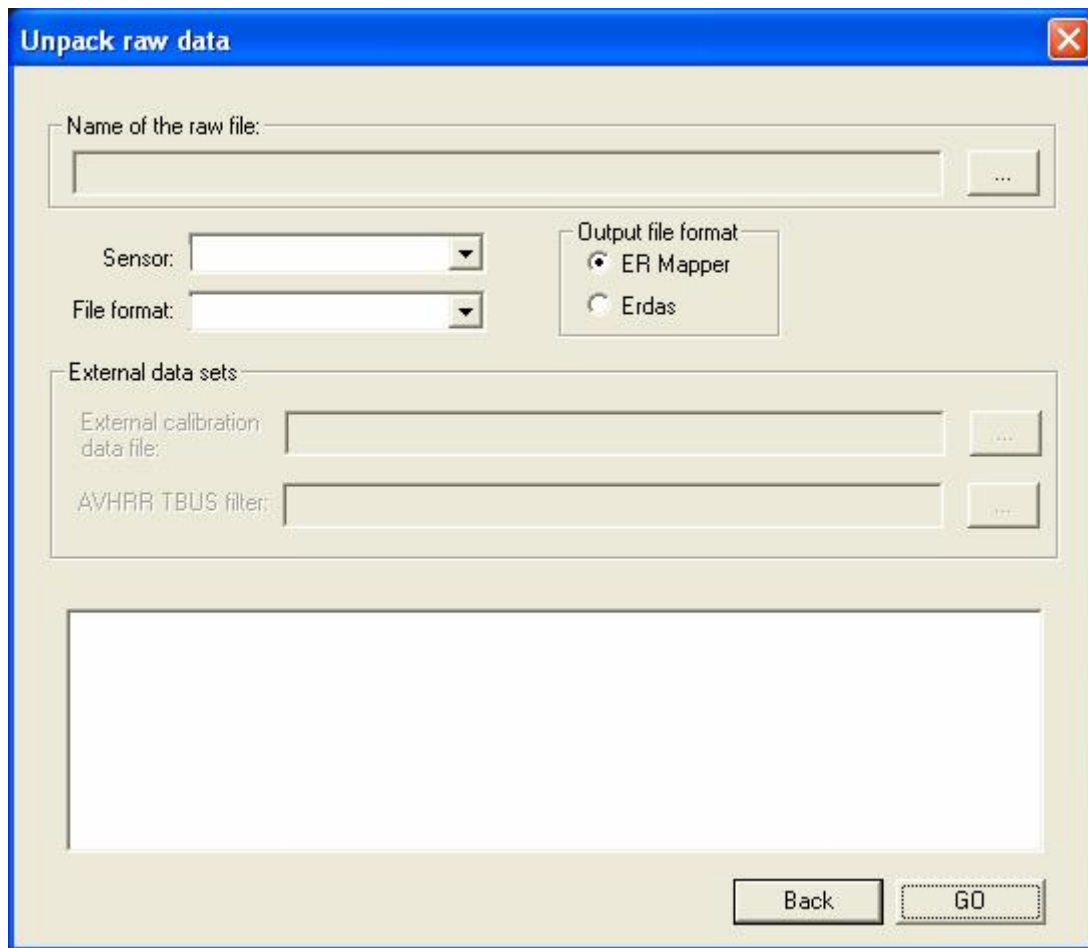 Unpack raw data
Name of the raw file:
...
Sensor:
Output file format
ER Mapper
File format:
Erdas
External data sets
External calibration
data file:
...
AVHRR TBUS filter:
...
Back
GO